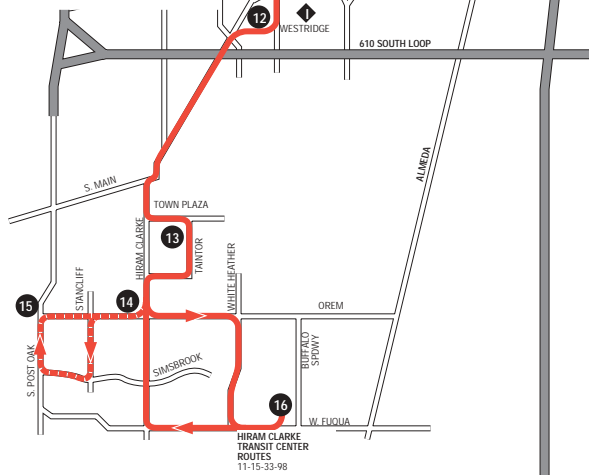 12
I
WESTRIDGE
610 SOUTH LOOP
ALMEDA
S. MAIN
TOWN PLAZA
HIRAM CLARKE
13
TAINTOR
STANCLIFF
WHITE HEATHER
15
14
OREM
S. POST OAK
SIMSBROOK
BUFFALO
SPDWY
16
W. FUQUA
HIRAM CLARKE
TRANSIT CENTER
ROUTES
11-15-33-98